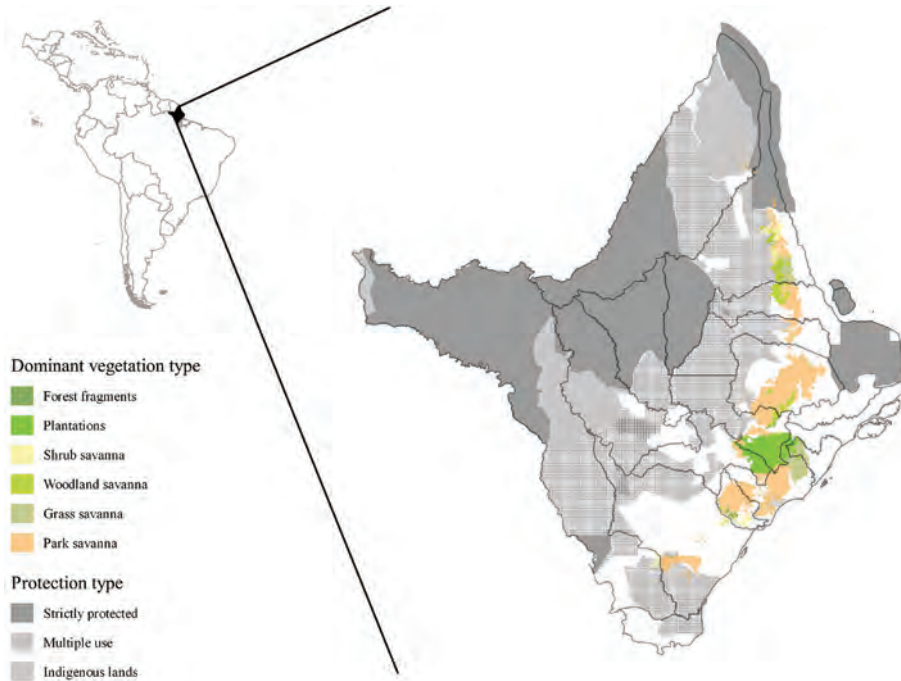 Dominant vegetation type
Forest fragments
Plantations
Shrub savanna
Woodland savanna
Grass savanna
Park savanna
Protection type
Strictly protected
Multiple use
Indigenous lands